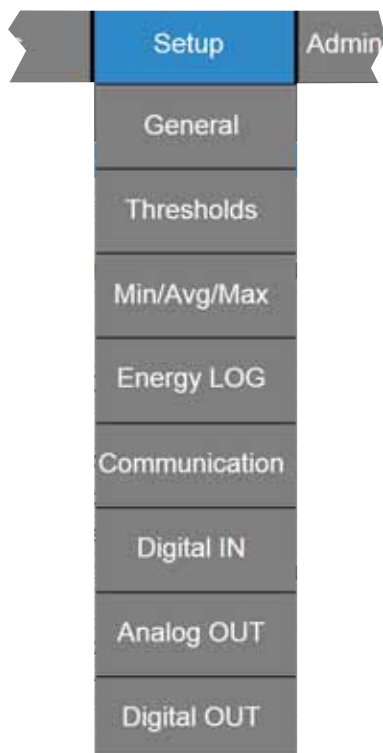 Setup
Admin
General
Thresholds
Min/Avg/Max
Energy LOG
Communication
Digital IN
Analog OUT
Digital OUT